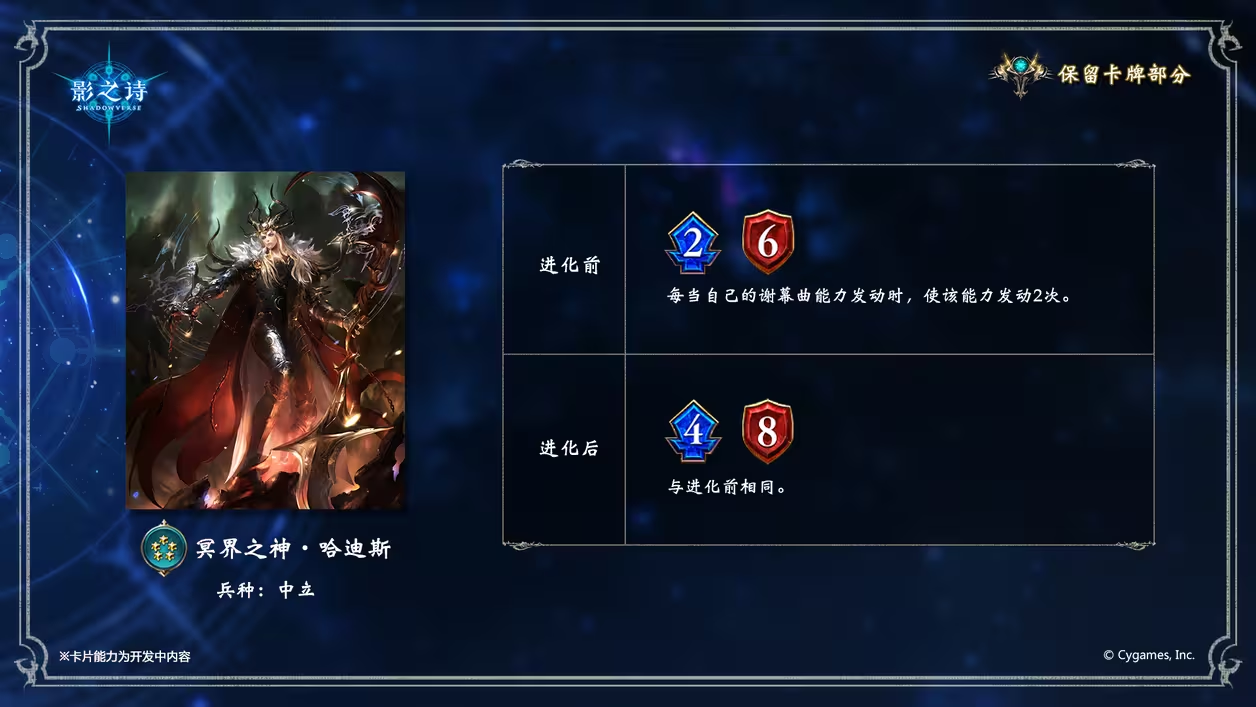 影之诗
SHADOWVERSE
保留卡牌部分
进化前
2 6
每当自己的谢幕曲能力发动时，使该能力发动2次。
进化后
4 8
与进化前相同。
冥界之神·哈迪斯
兵种：中立
※卡片能力为开发中内容
© Cygames, Inc.